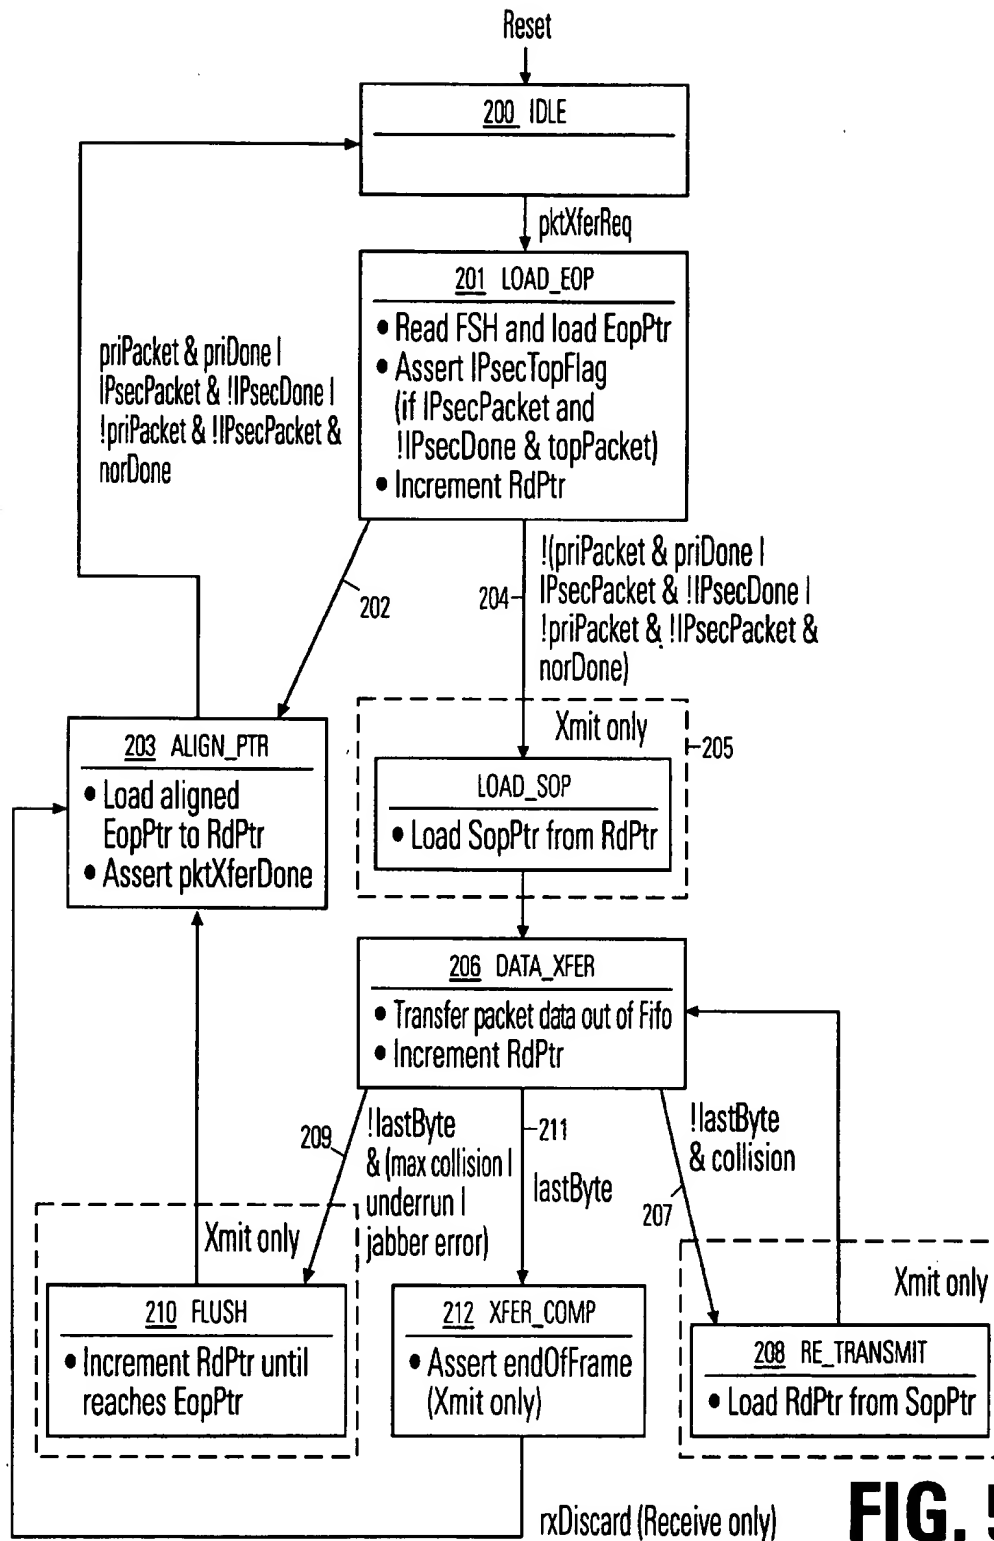 Reset
200 IDLE
pktXferReq
201 LOAD_EOP
• Read FSH and load EopPtr
• Assert IPsecTopFlag
(if IPsecPacket and
!IPsecDone & topPacket)
• Increment RdPtr
priPacket & priDone |
IPsecPacket & !IPsecDone |
!priPacket & !IPsecPacket &
norDone
202
204
!(priPacket & priDone |
IPsecPacket & !IPsecDone |
!priPacket & !IPsecPacket &
norDone)
Xmit only
205
LOAD_SOP
• Load SopPtr from RdPtr
203 ALIGN_PTR
• Load aligned
EopPtr to RdPtr
• Assert pktXferDone
206 DATA_XFER
• Transfer packet data out of Fifo
• Increment RdPtr
209
!lastByte
& (max collision |
underrun |
jabber error)
211
lastByte
!lastByte
& collision
207
Xmit only
210 FLUSH
• Increment RdPtr until
reaches EopPtr
212 XFER_COMP
• Assert endOfFrame
(Xmit only)
Xmit only
208 RE_TRANSMIT
• Load RdPtr from SopPtr
rxDiscard (Receive only)
FIG. 5